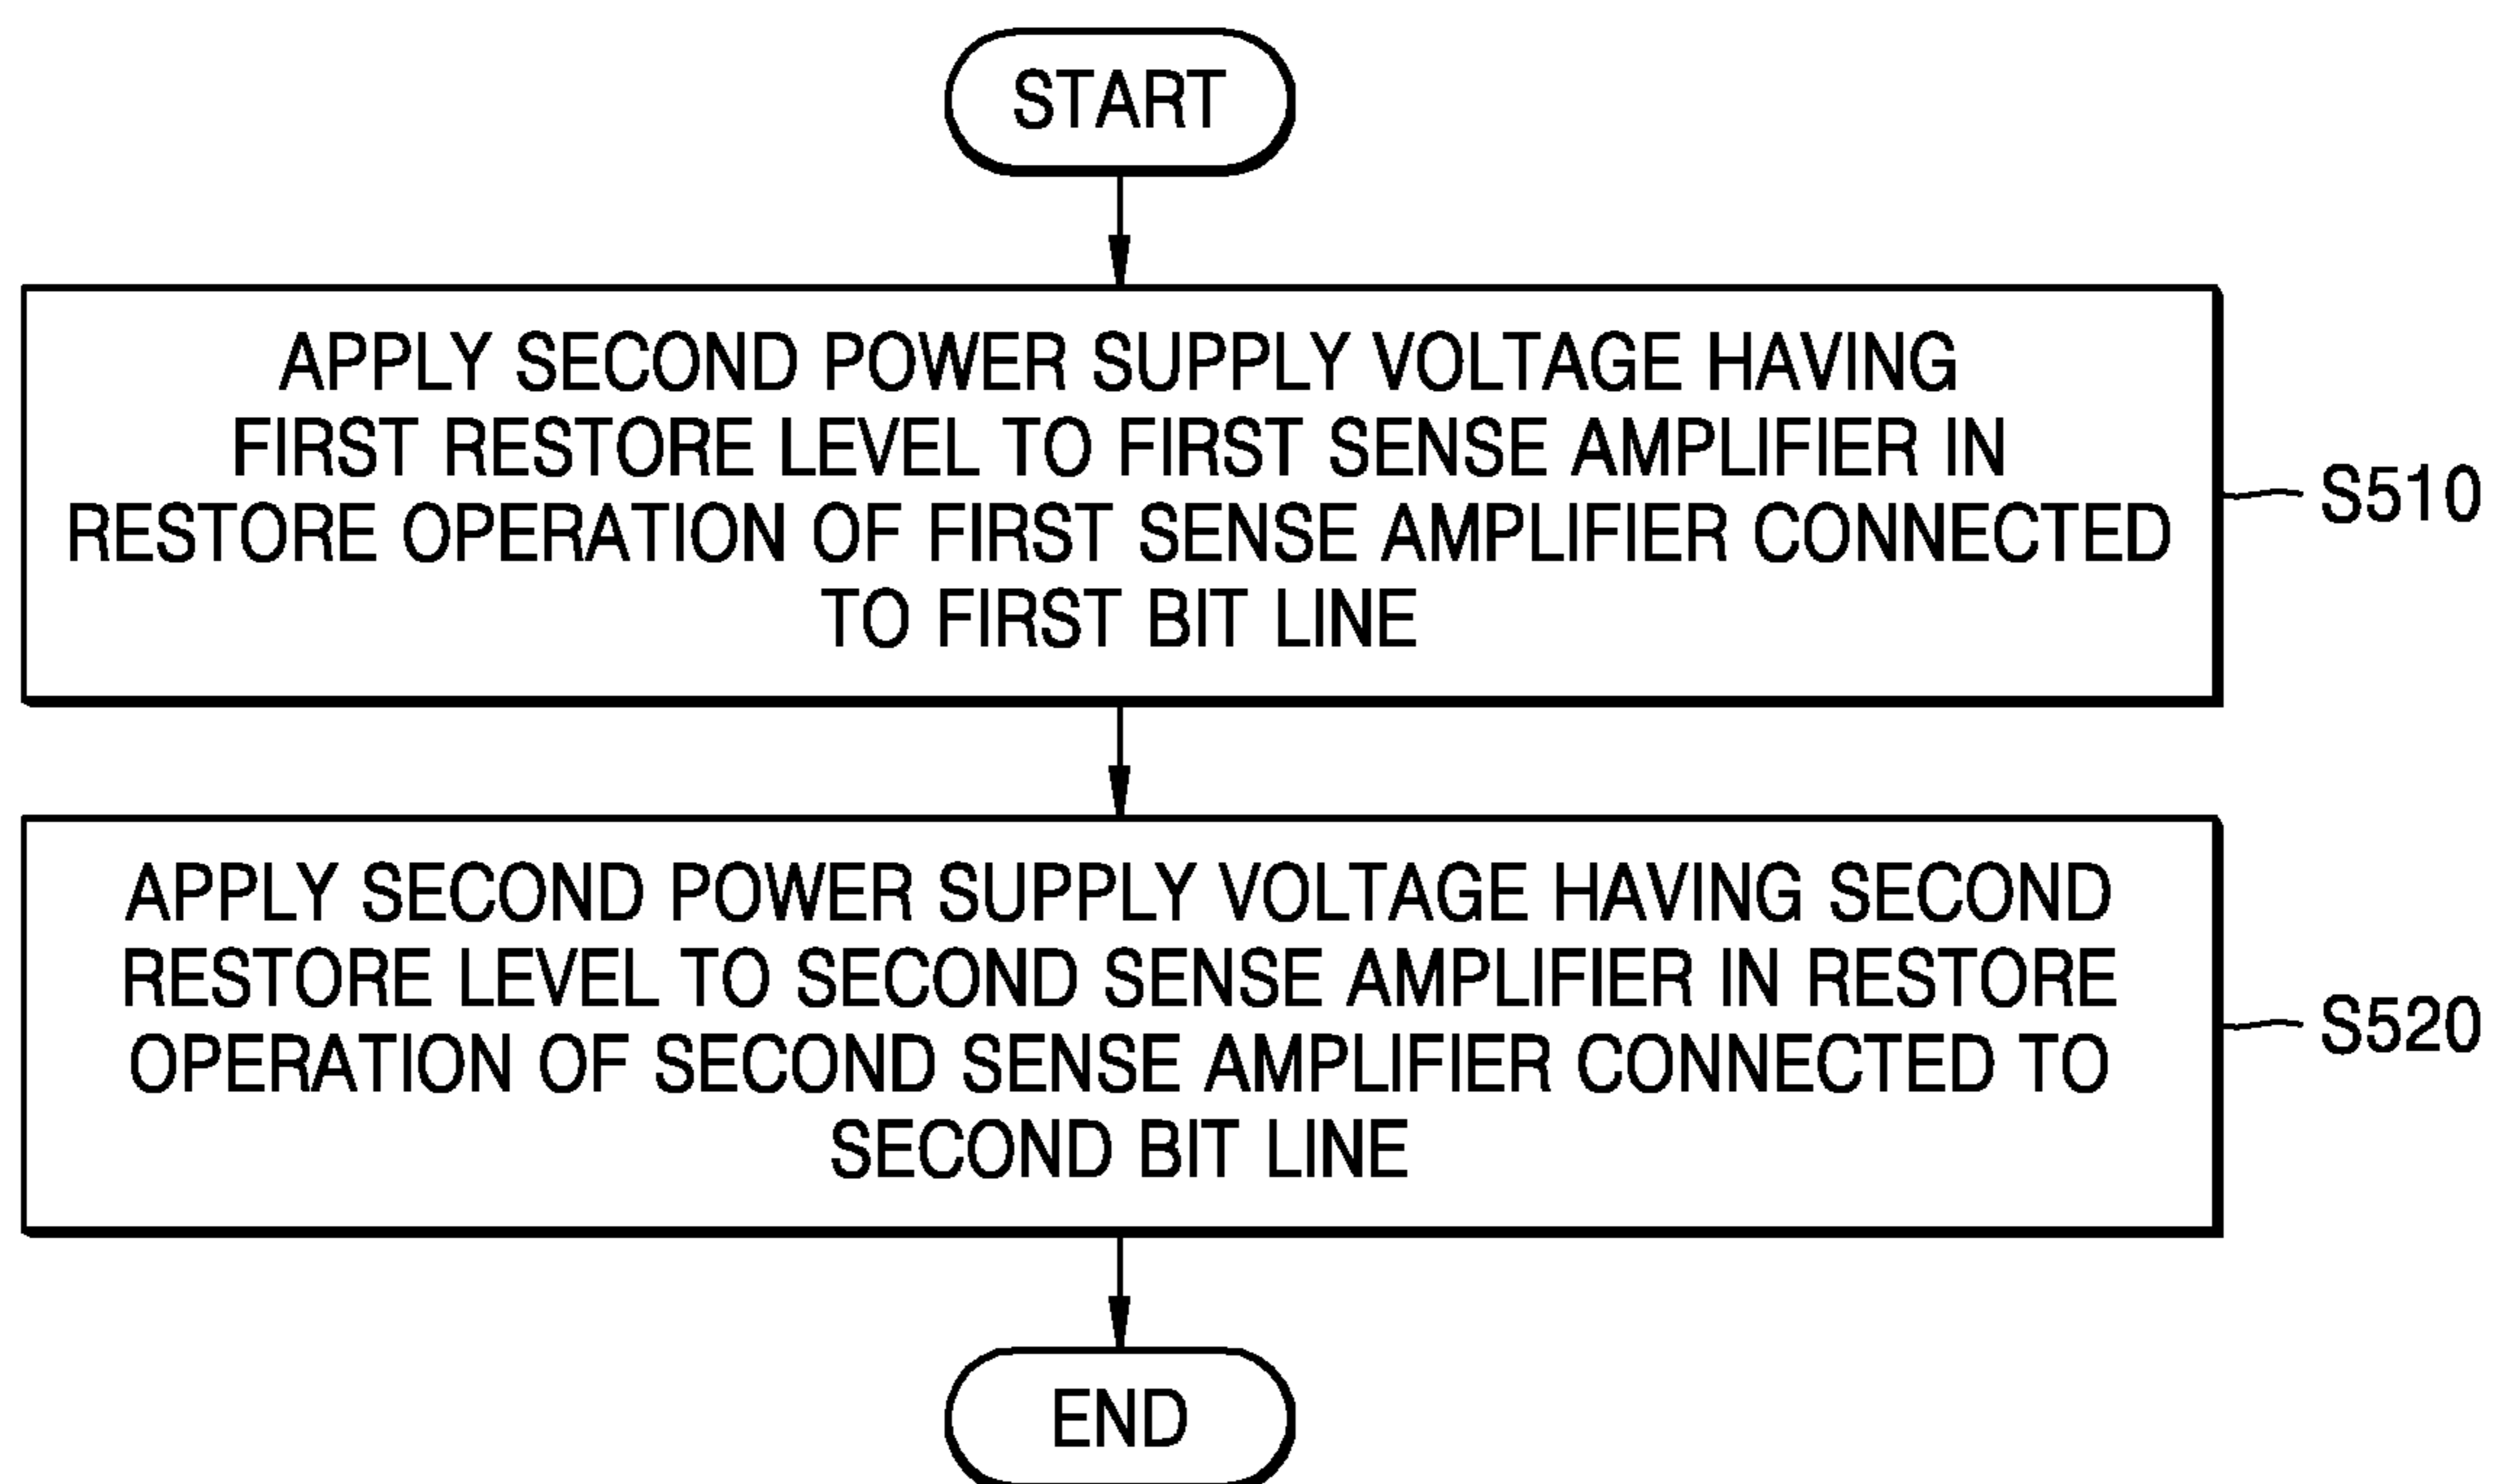 START
APPLY SECOND POWER SUPPLY VOLTAGE HAVING
FIRST RESTORE LEVEL TO FIRST SENSE AMPLIFIER IN
RESTORE OPERATION OF FIRST SENSE AMPLIFIER CONNECTED
TO FIRST BIT LINE
S510
APPLY SECOND POWER SUPPLY VOLTAGE HAVING SECOND
RESTORE LEVEL TO SECOND SENSE AMPLIFIER IN RESTORE
OPERATION OF SECOND SENSE AMPLIFIER CONNECTED TO
SECOND BIT LINE
S520
END